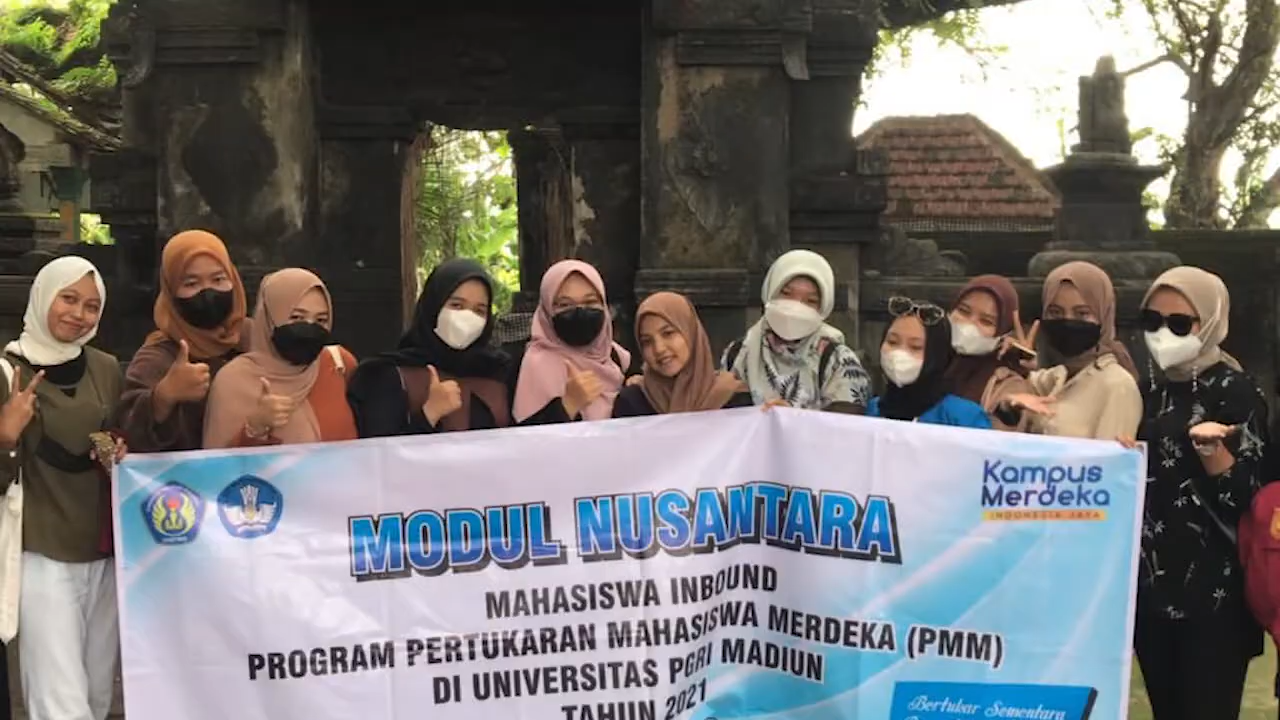 Kampus
Merdeka
INDONESIA JAYA
MODUL NUSANTARA
MAHASISWA INBOUND
PROGRAM PERTUKARAN MAHASISWA MERDEKA (PMM)
DI UNIVERSITAS PGRI MADIUN
TAHUN 2021
Bertukar Sementara